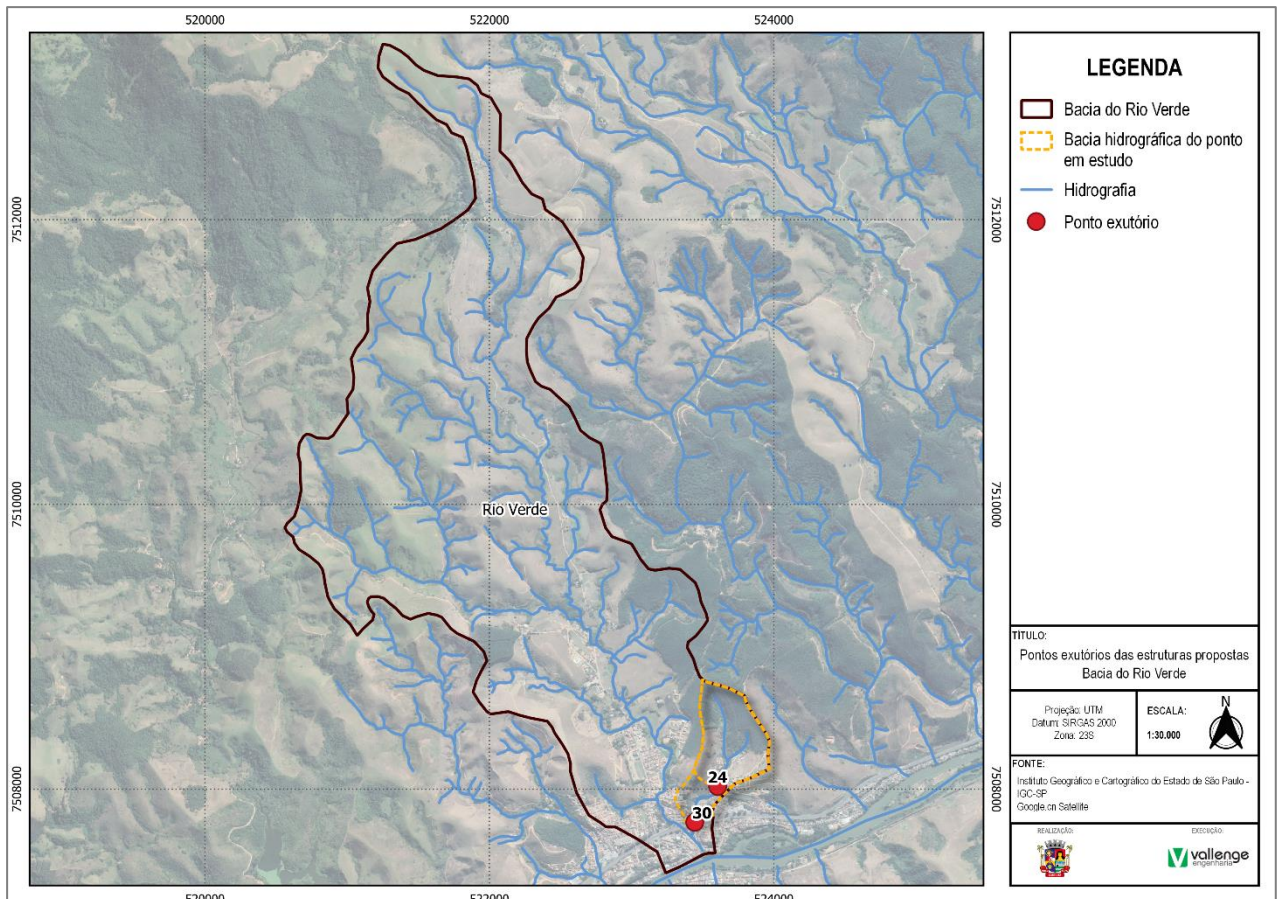 520000
522000
524000
7512000
7512000
7510000
7510000
7508000
7508000
Rio Verde
24
30
520000
522000
524000
LEGENDA
Bacia do Rio Verde
Bacia hidrográfica do ponto
em estudo
Hidrografia
Ponto exutório
TÍTULO:
Pontos exutórios das estruturas propostas
Bacia do Rio Verde
Projeção: UTM
Datum: SIRGAS 2000
Zona: 23S
ESCALA:
1:30.000
N
FONTE:
Instituto Geográfico e Cartográfico do Estado de São Paulo -
IGC-SP
Google.cn Satellite
REALIZAÇÃO:
EXECUÇÃO:
vallenge
engenharia